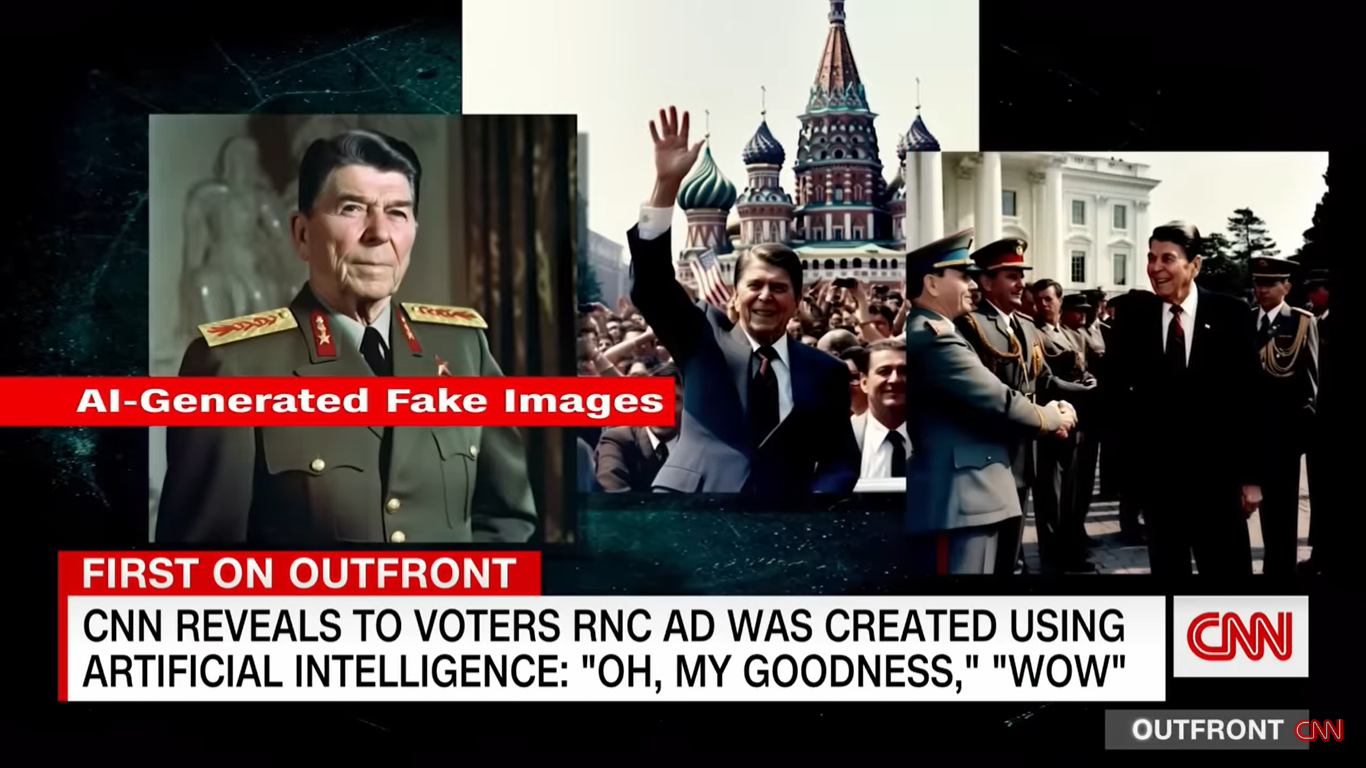 AI-Generated Fake Images
FIRST ON OUTFRONT
CNN REVEALS TO VOTERS RNC AD WAS CREATED USING
ARTIFICIAL INTELLIGENCE: "OH, MY GOODNESS," "WOW"
CNN
OUTFRONT CNN